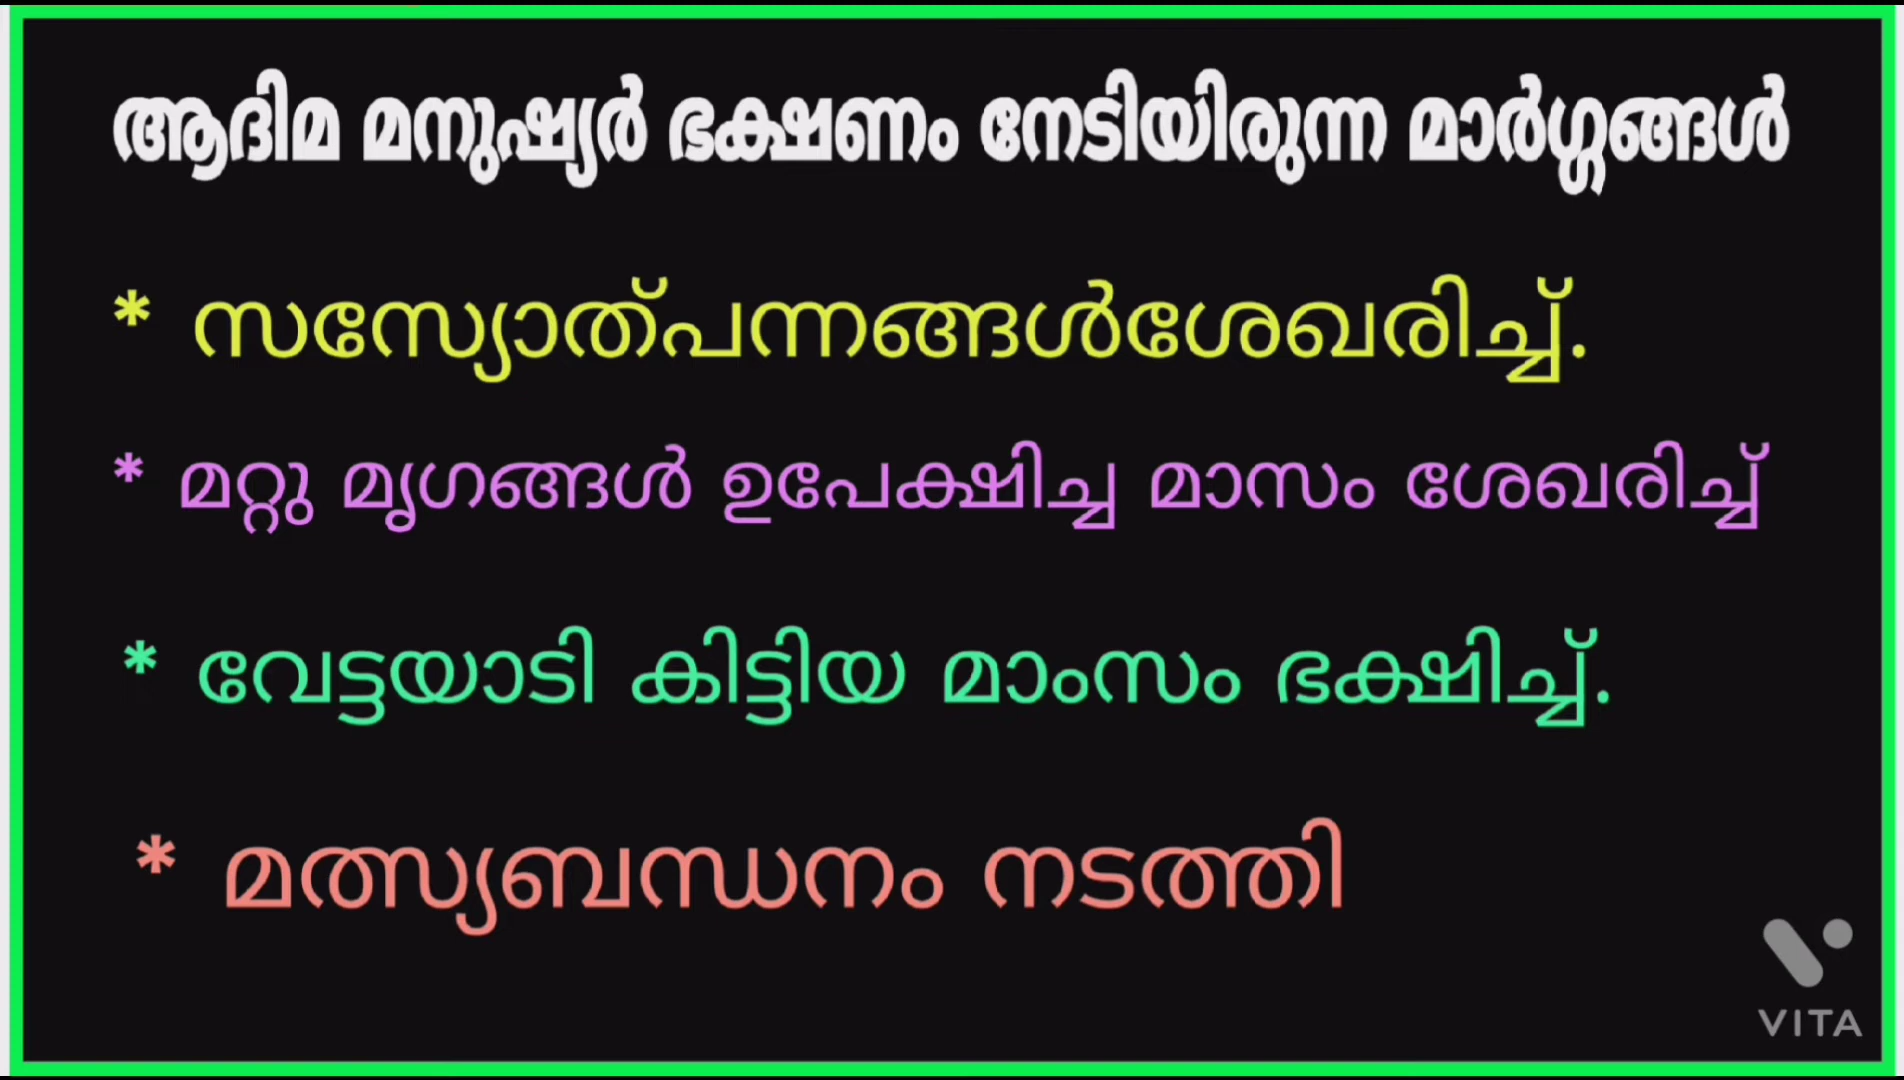 ആദിമ മനുഷ്യർ ഭക്ഷണം നേടിയിരുന്ന മാർഗ്ഗങ്ങൾ
* സസ്യോത്പന്നങ്ങൾശേഖരിച്ച്.
* മറ്റു മൃഗങ്ങൾ ഉപേക്ഷിച്ച മാസം ശേഖരിച്ച്
* വേട്ടയാടി കിട്ടിയ മാംസം ഭക്ഷിച്ച്.
* മത്സ്യബന്ധനം നടത്തി
VITA